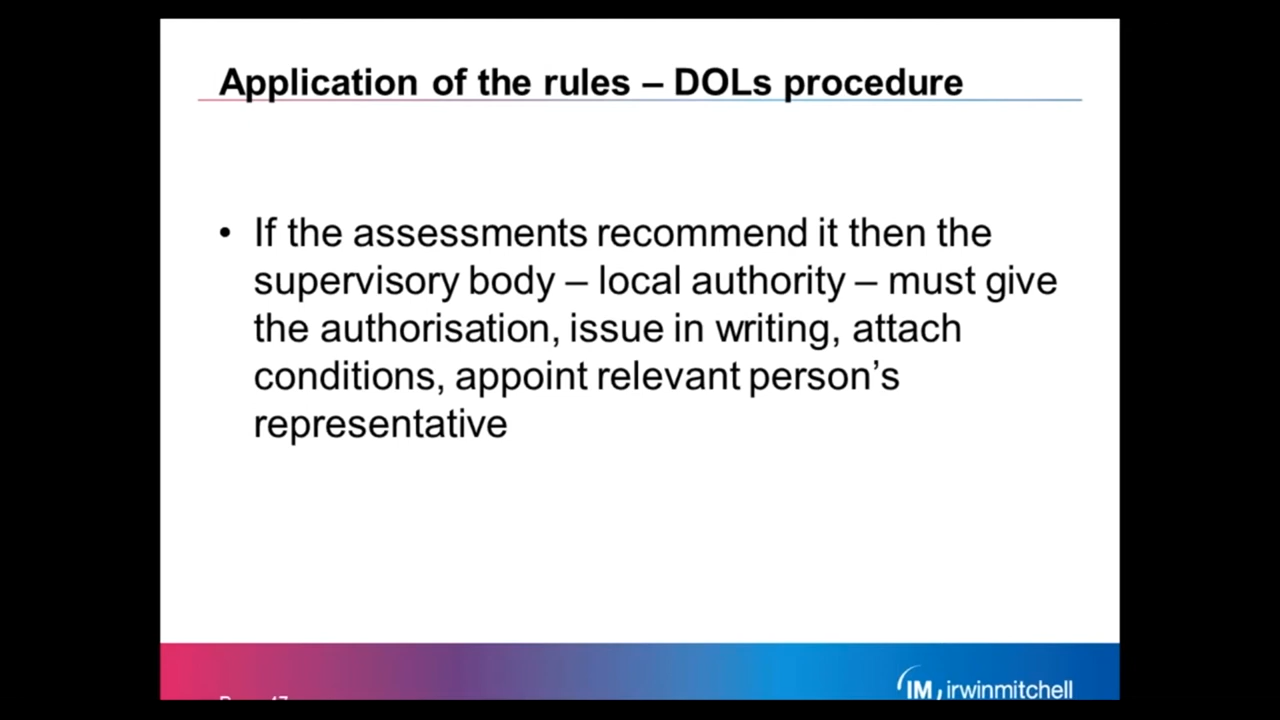 Application of the rules – DOLs procedure
• If the assessments recommend it then the
supervisory body – local authority – must give
the authorisation, issue in writing, attach
conditions, appoint relevant person’s
representative
IM irwinmitchell